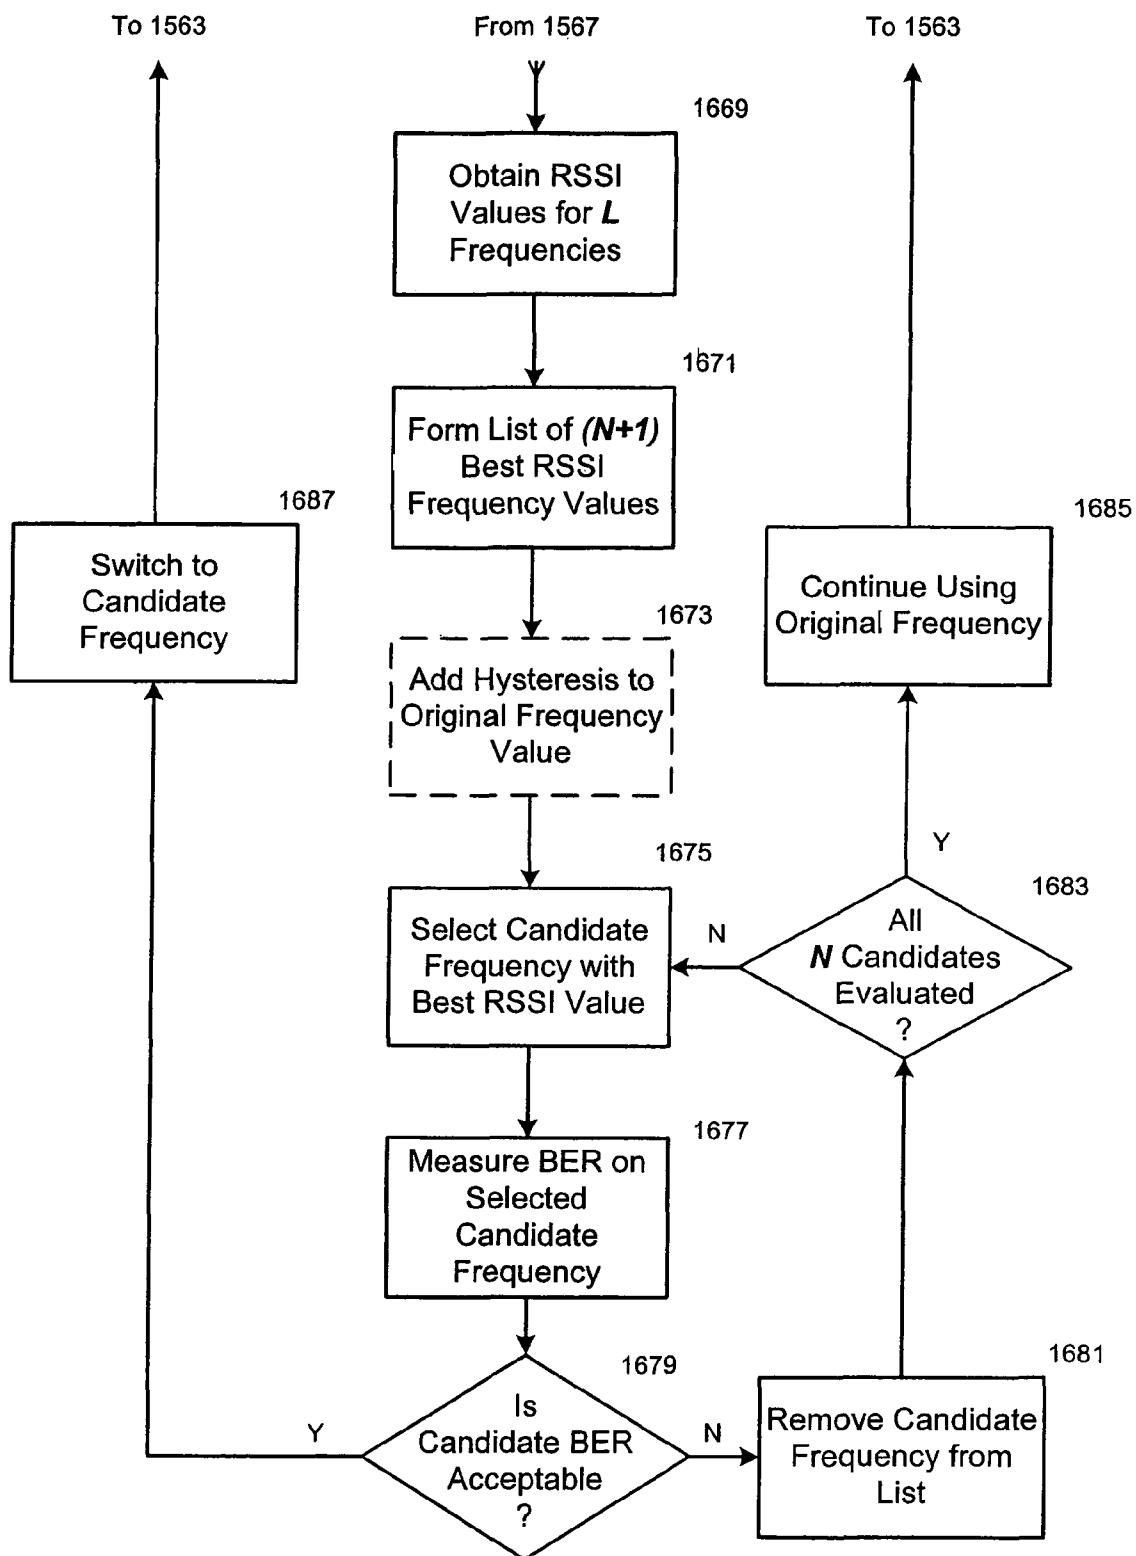 To 1563
From 1567
To 1563
1669
Obtain RSSI
Values for L
Frequencies
1671
Form List of (N+1)
Best RSSI
Frequency Values
1687
Switch to
Candidate
Frequency
1685
Continue Using
Original Frequency
1673
Add Hysteresis to
Original Frequency
Value
1675
Select Candidate
Frequency with
Best RSSI Value
Y
1683
All
N Candidates
Evaluated
?
N
1677
Measure BER on
Selected
Candidate
Frequency
1679
Is
Candidate BER
Acceptable
?
Y
N
1681
Remove Candidate
Frequency from
List